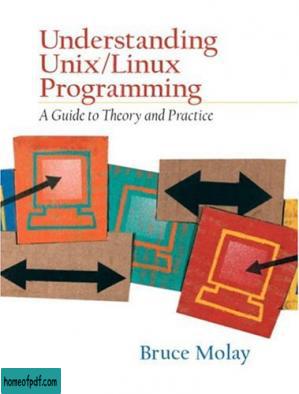 Understanding
Unix/Linux
Programming
A Guide to Theory and Practice
Bruce Molay
homeofpdf.com